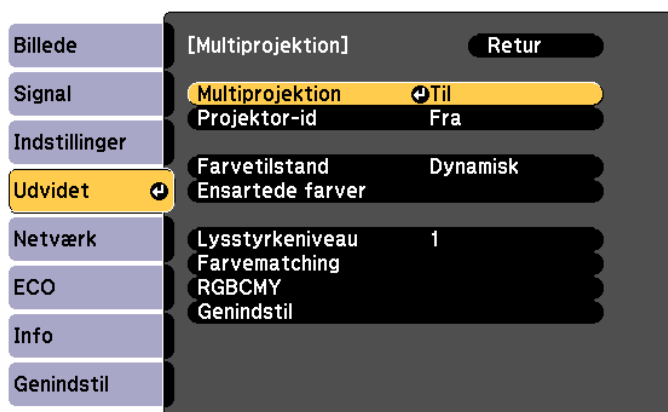 Billede
Signal
Indstillinger
Udvidet
Netværk
ECO
Info
Genindstil
[Multiprojektion] Retur
Multiprojektion Til
Projektor-id Fra
Farvetilstand Dynamisk
Ensartede farver
Lysstyrkeniveau 1
Farvematching
RGBCMY
Genindstil